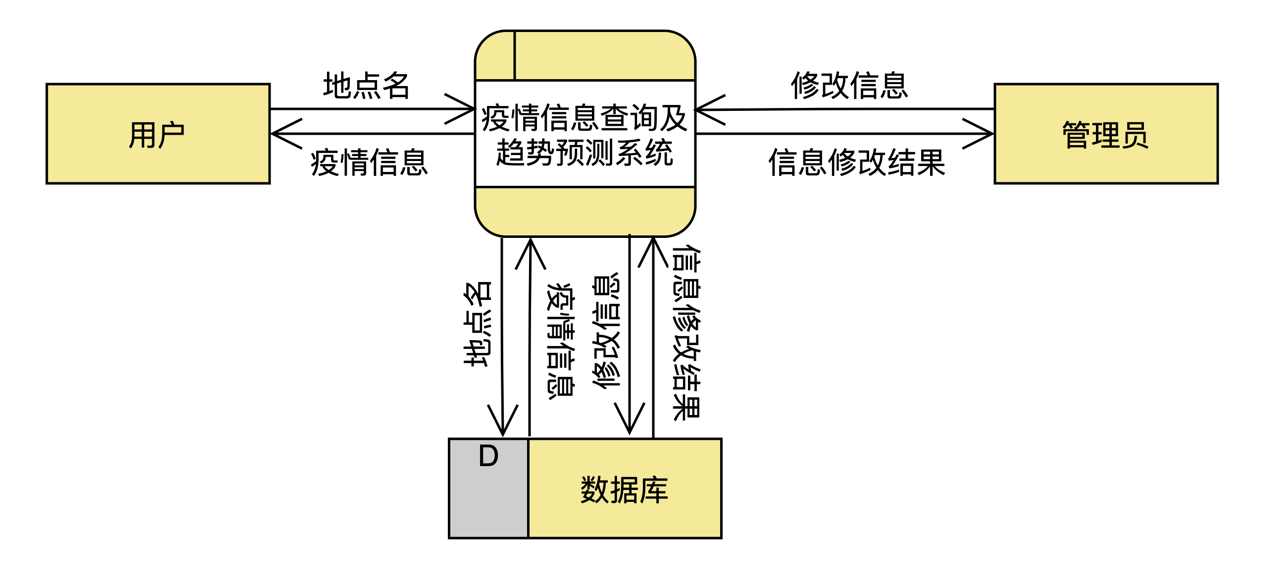 地点名
修改信息
用户
疫情信息查询及
趋势预测系统
管理员
疫情信息
信息修改结果
地点名
疫情信息
修改信息
信息修改结果
D
数据库